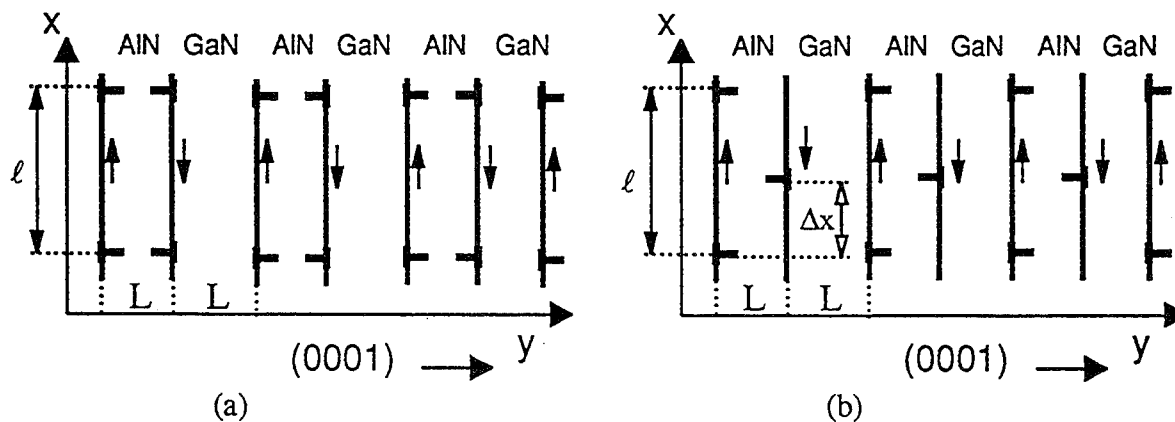 x AlN GaN AlN GaN AlN GaN
ℓ
L L
y
(0001)
(a)
x AlN GaN AlN GaN AlN GaN
ℓ
Δx
L L
y
(0001)
(b)